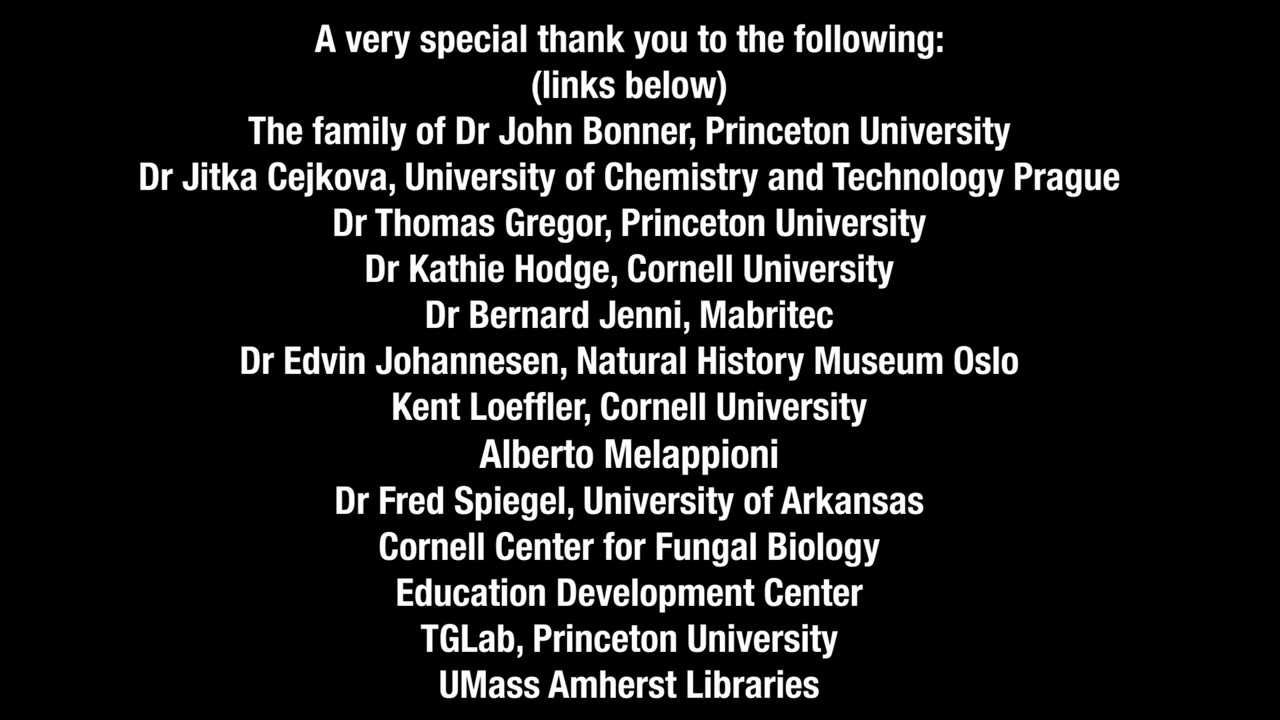 A very special thank you to the following:
(links below)
The family of Dr John Bonner, Princeton University
Dr Jitka Cejkova, University of Chemistry and Technology Prague
Dr Thomas Gregor, Princeton University
Dr Kathie Hodge, Cornell University
Dr Bernard Jenni, Mabritec
Dr Edvin Johannesen, Natural History Museum Oslo
Kent Loeffler, Cornell University
Alberto Melappioni
Dr Fred Spiegel, University of Arkansas
Cornell Center for Fungal Biology
Education Development Center
TGLab, Princeton University
UMass Amherst Libraries